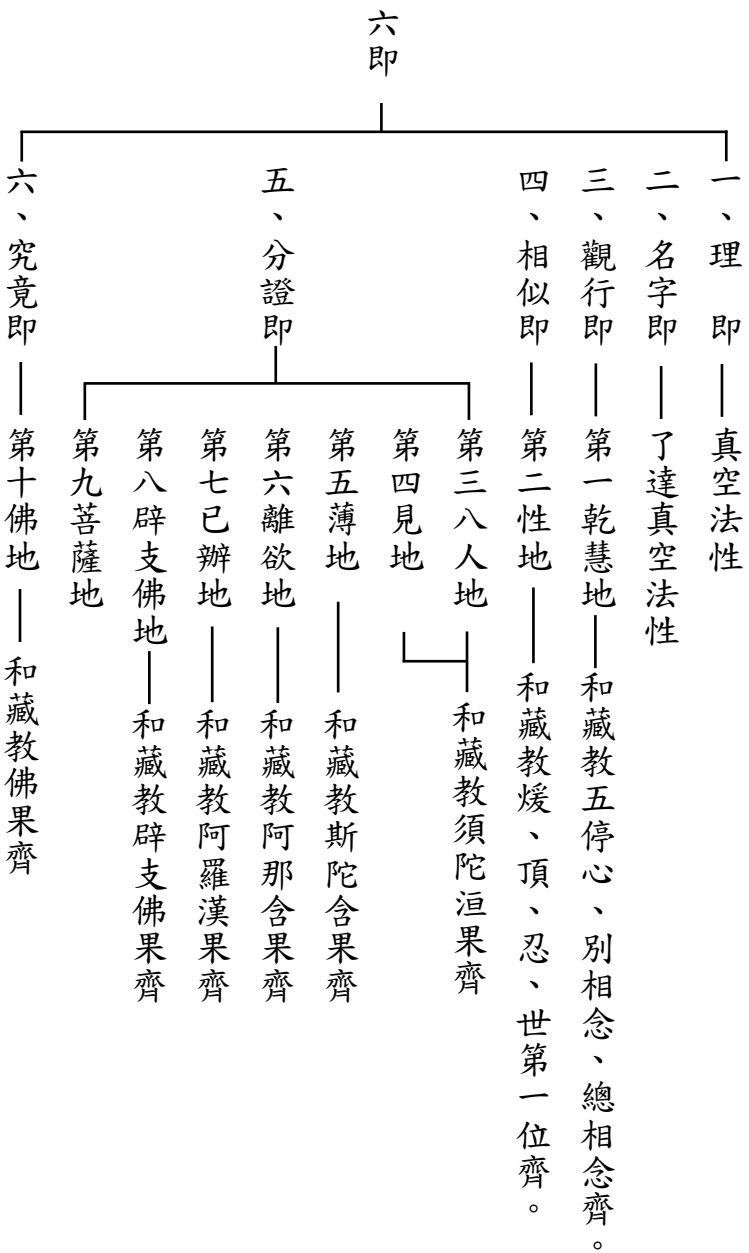 六即
一、理　即
真空法性
二、名字即
了達真空法性
三、觀行即
第一乾慧地
和藏教五停心、別相念、總相念齊。
四、相似即
第二性地
和藏教煖、頂、忍、世第一位齊。
五、分證即
第三八人地
第四見地
和藏教須陀洹果齊
第五薄地
和藏教斯陀含果齊
第六離欲地
和藏教阿那含果齊
第七已辦地
和藏教阿羅漢果齊
第八辟支佛地
和藏教辟支佛果齊
第九菩薩地
六、究竟即
第十佛地
和藏教佛果齊